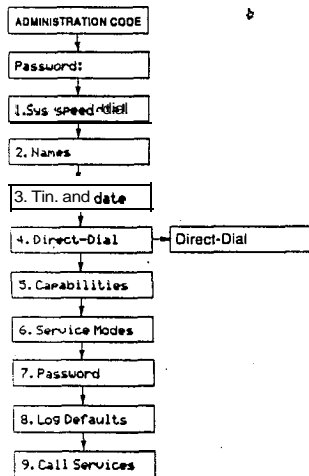 ADMINISTRATION CODE
Password:
1.Sys speed dial
2. Names
3. Tin. and date
4. Direct-Dial
Direct-Dial
5. Capabilities
6. Service Modes
7. Password
8. Log Defaults
9. Call Services